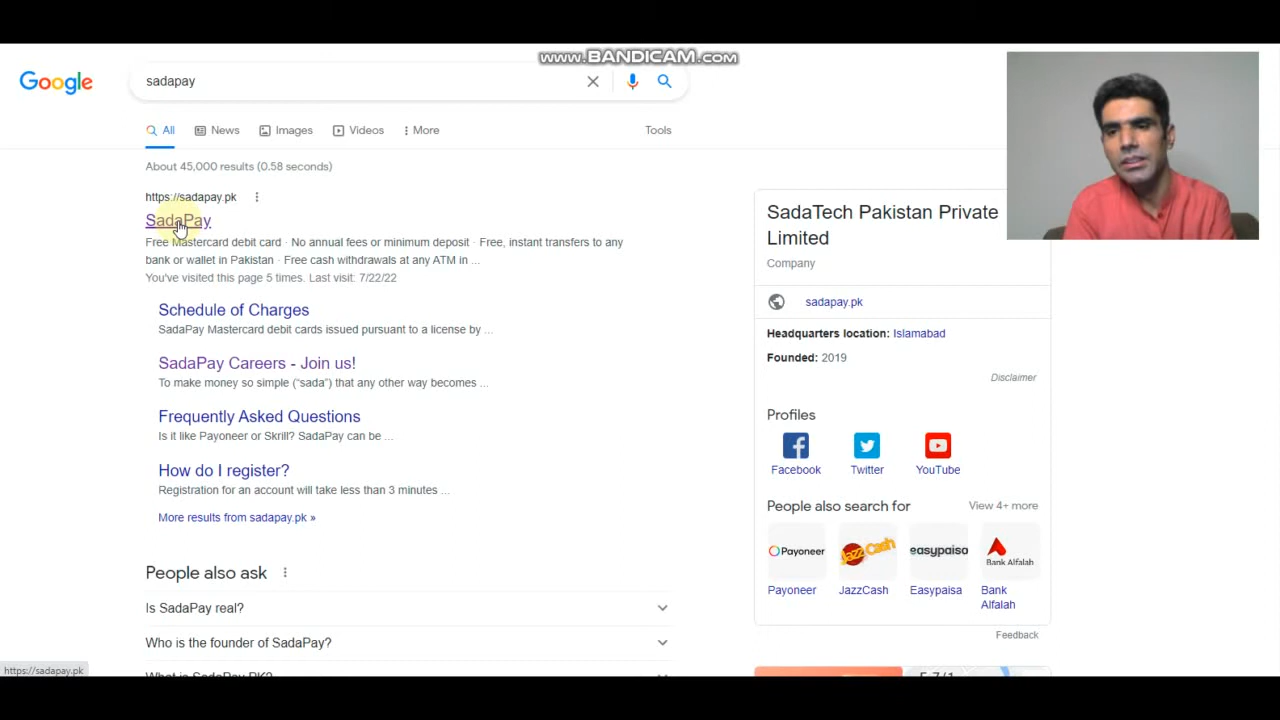 www.BANDICAM.com
Google
sadapay
All
News
Images
Videos
More
Tools
About 45,000 results (0.58 seconds)
https://sadapay.pk
SadaPay
Free Mastercard debit card · No annual fees or minimum deposit · Free, instant transfers to any
bank or wallet in Pakistan · Free cash withdrawals at any ATM in ...
You've visited this page 5 times. Last visit: 7/22/22
Schedule of Charges
SadaPay Mastercard debit cards issued pursuant to a license by ...
SadaPay Careers - Join us!
To make money so simple (“sada”) that any other way becomes ...
Frequently Asked Questions
Is it like Payoneer or Skrill? SadaPay can be ...
How do I register?
Registration for an account will take less than 3 minutes ...
More results from sadapay.pk »
People also ask
Is SadaPay real?
Who is the founder of SadaPay?
What is SadaPay PK?
https://sadapay.pk
SadaTech Pakistan Private
Limited
Company
sadapay.pk
Headquarters location: Islamabad
Founded: 2019
Disclaimer
Profiles
Facebook
Twitter
YouTube
People also search for
View 4+ more
Payoneer
JazzCash
easypaisa
Bank Alfalah
Payoneer
JazzCash
Easypaisa
Bank
Alfalah
Feedback